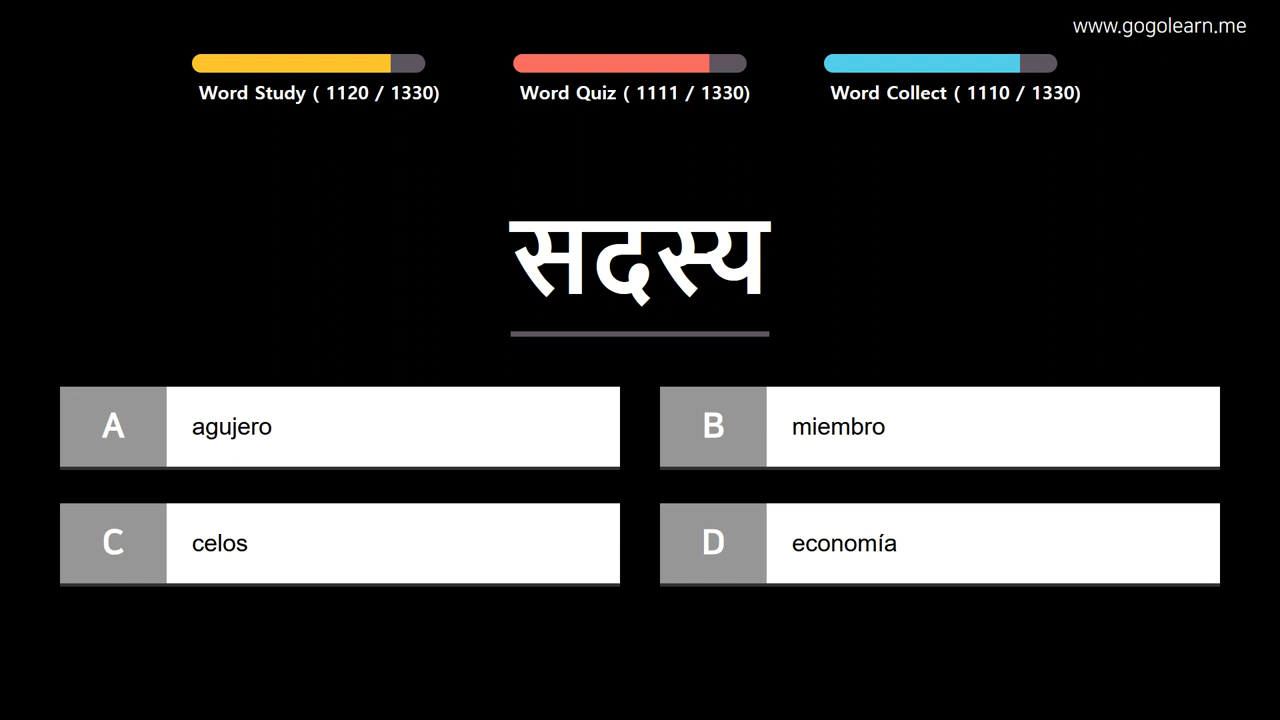 www.gogolearn.me
Word Study ( 1120 / 1330)
Word Quiz ( 1111 / 1330)
Word Collect ( 1110 / 1330)
सदस्य
A agujero
B miembro
C celos
D economía